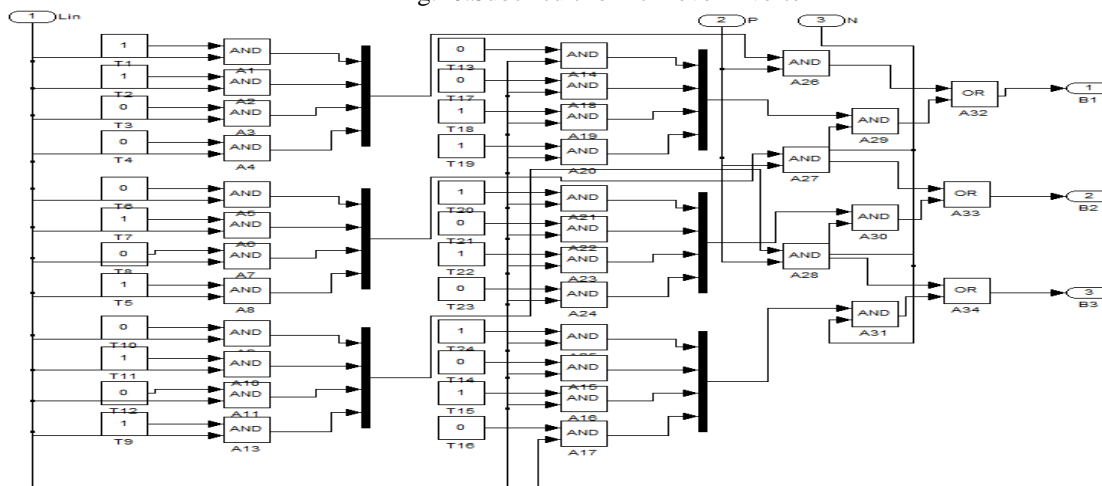 1
Lin
2
P
3
N
1
T1
1
T2
0
T3
0
T4
0
T6
1
T7
0
T8
1
T5
0
T10
1
T11
0
T12
1
T9
AND
A1
AND
A2
AND
A3
AND
A4
AND
A5
AND
A6
AND
A7
AND
A8
AND
AND
A10
AND
A11
AND
A13
0
T13
0
T17
1
T18
1
T19
1
T20
0
T21
1
T22
0
T23
1
T24
0
T14
1
T15
0
T16
AND
A14
AND
A18
AND
A19
AND
A20
AND
A21
AND
A22
AND
A23
AND
A24
AND
AND
A15
AND
A16
AND
A17
AND
A26
AND
A27
AND
A28
AND
A29
AND
A30
AND
A31
OR
A32
OR
A33
OR
A34
1
B1
2
B2
3
B3